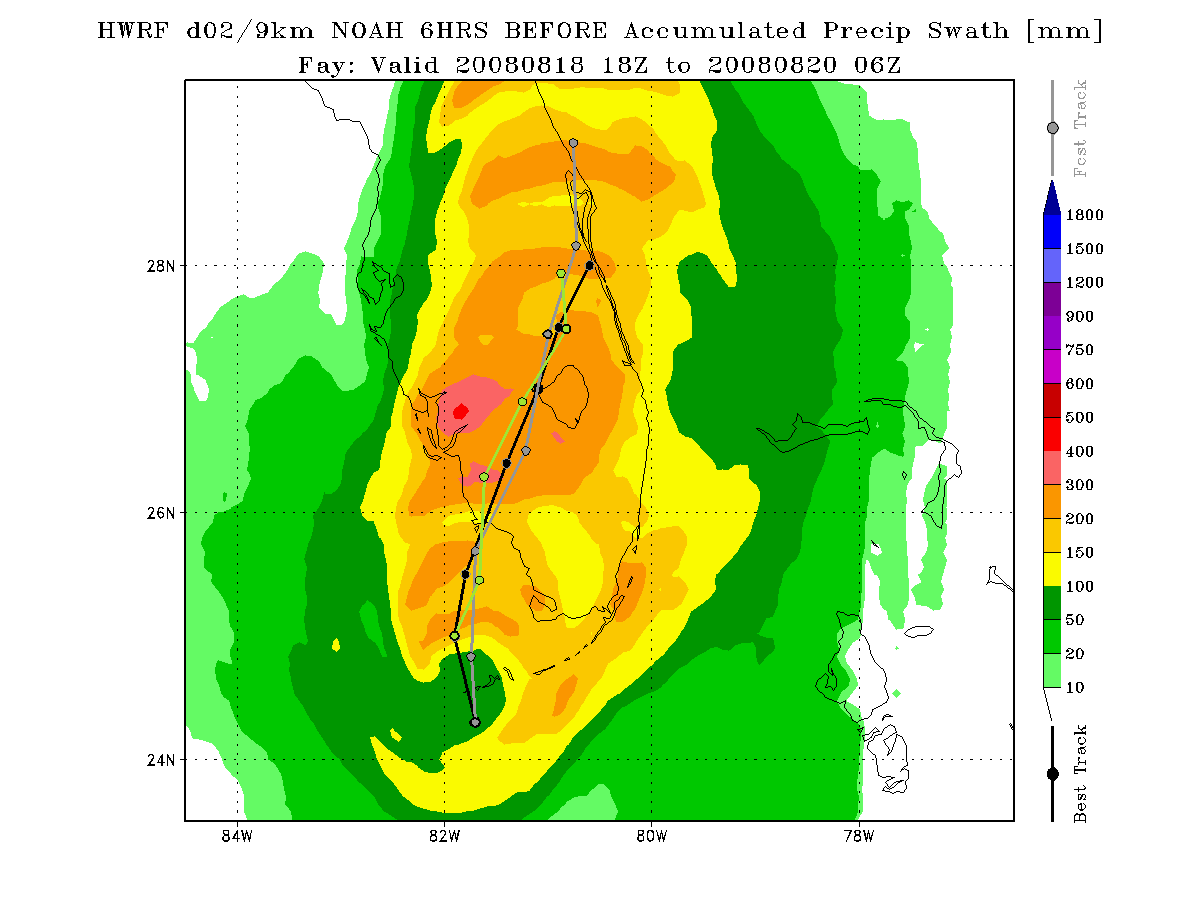 HWRF d02/9km NOAH 6HRS BEFORE Accumulated Precip Swath [mm]
Fay: Valid 20080818 18Z to 20080820 06Z
Fcst Track
1800
1500
1200
900
750
600
500
400
300
200
150
100
50
20
10
Best Track
28N
26N
24N
84W
82W
80W
78W